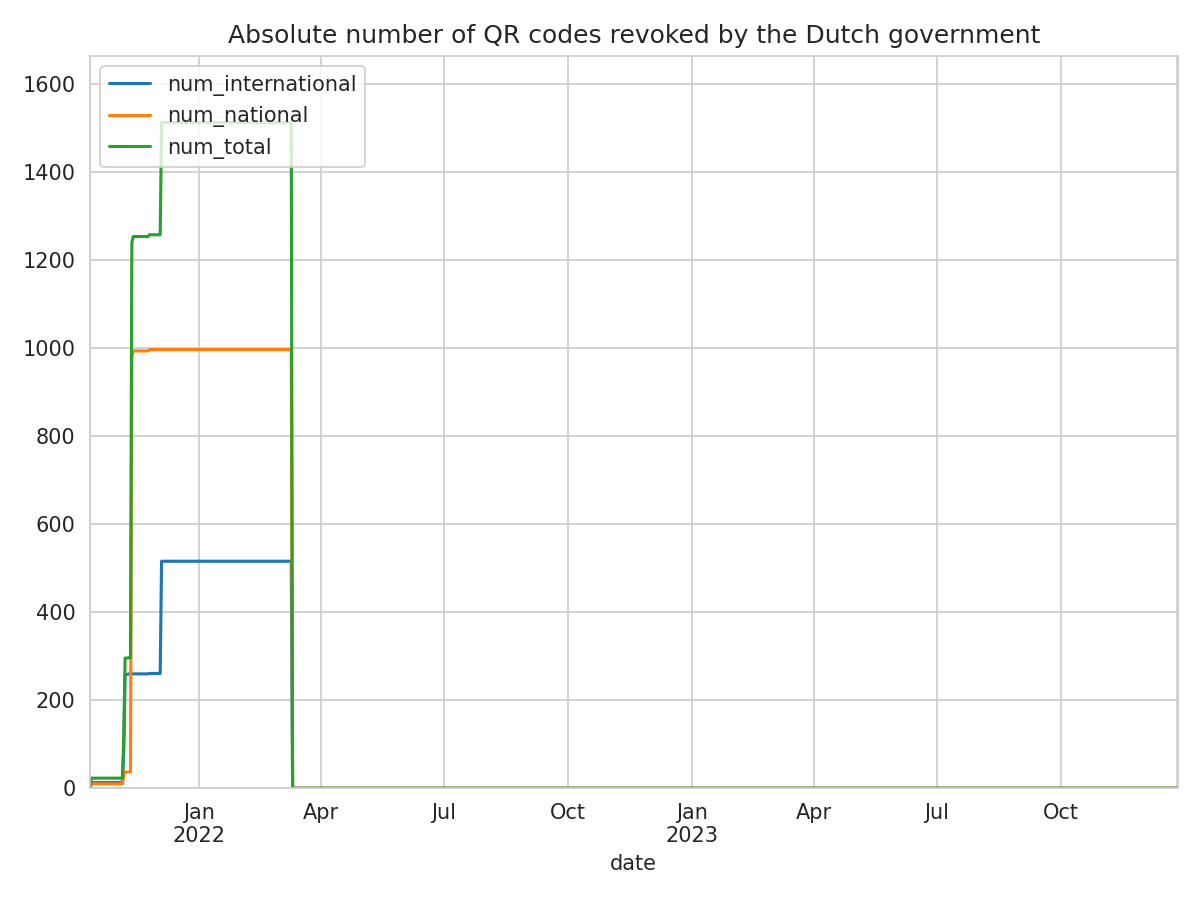 Absolute number of QR codes revoked by the Dutch government
num_international
num_national
num_total
1600
1400
1200
1000
800
600
400
200
0
Jan Apr Jul Oct Jan Apr Jul Oct
2022 2023
date